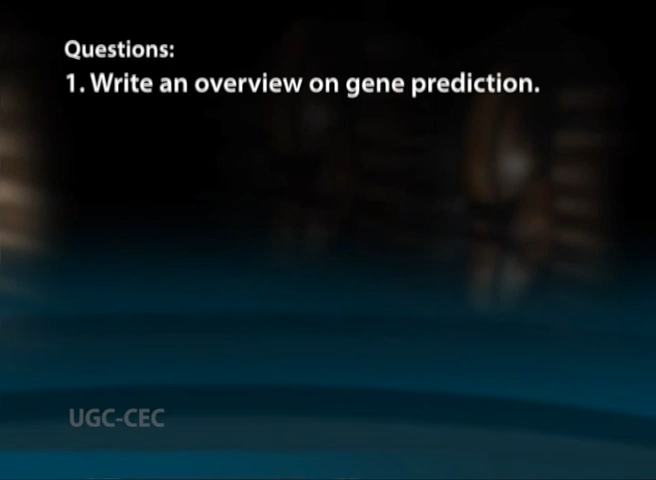 Questions:
1. Write an overview on gene prediction.
UGC-CEC